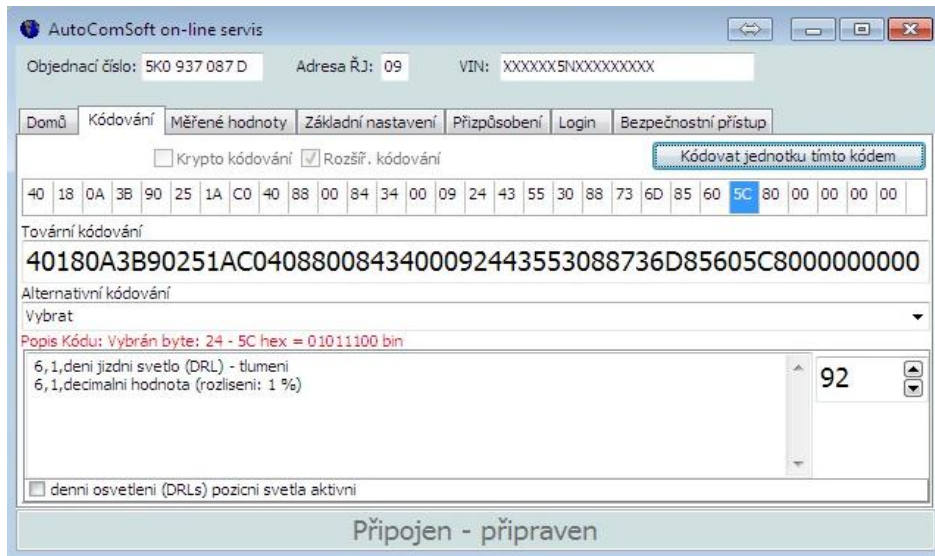 AutoComSoft on-line servis
Objednací číslo: 5K0 937 087 D Adresa ŘJ: 09 VIN: XXXXXX5NXXXXXXXXX
Domů Kódování Měřené hodnoty Základní nastavení Přizpůsobení Login Bezpečnostní přístup
Krypto kódování Rozšíř. kódování Kódovat jednotku tímto kódem
40 18 0A 3B 90 25 1A C0 40 88 00 84 34 00 09 24 43 55 30 88 73 6D 85 60 5C 80 00 00 00 00
Tovární kódování
40180A3B90251AC0408800843400092443553088736D85605C8000000000
Alternativní kódování
Vybrat
Popis Kódu: Vybrán byte: 24 - 5C hex = 01011100 bin
6,1,deni jizdni svetlo (DRL) - tlumeni
6,1,decimalni hodnota (rozliseni: 1 %)
92
denni osvetleni (DRLs) pozicni svetla aktivni
Připojen - připraven